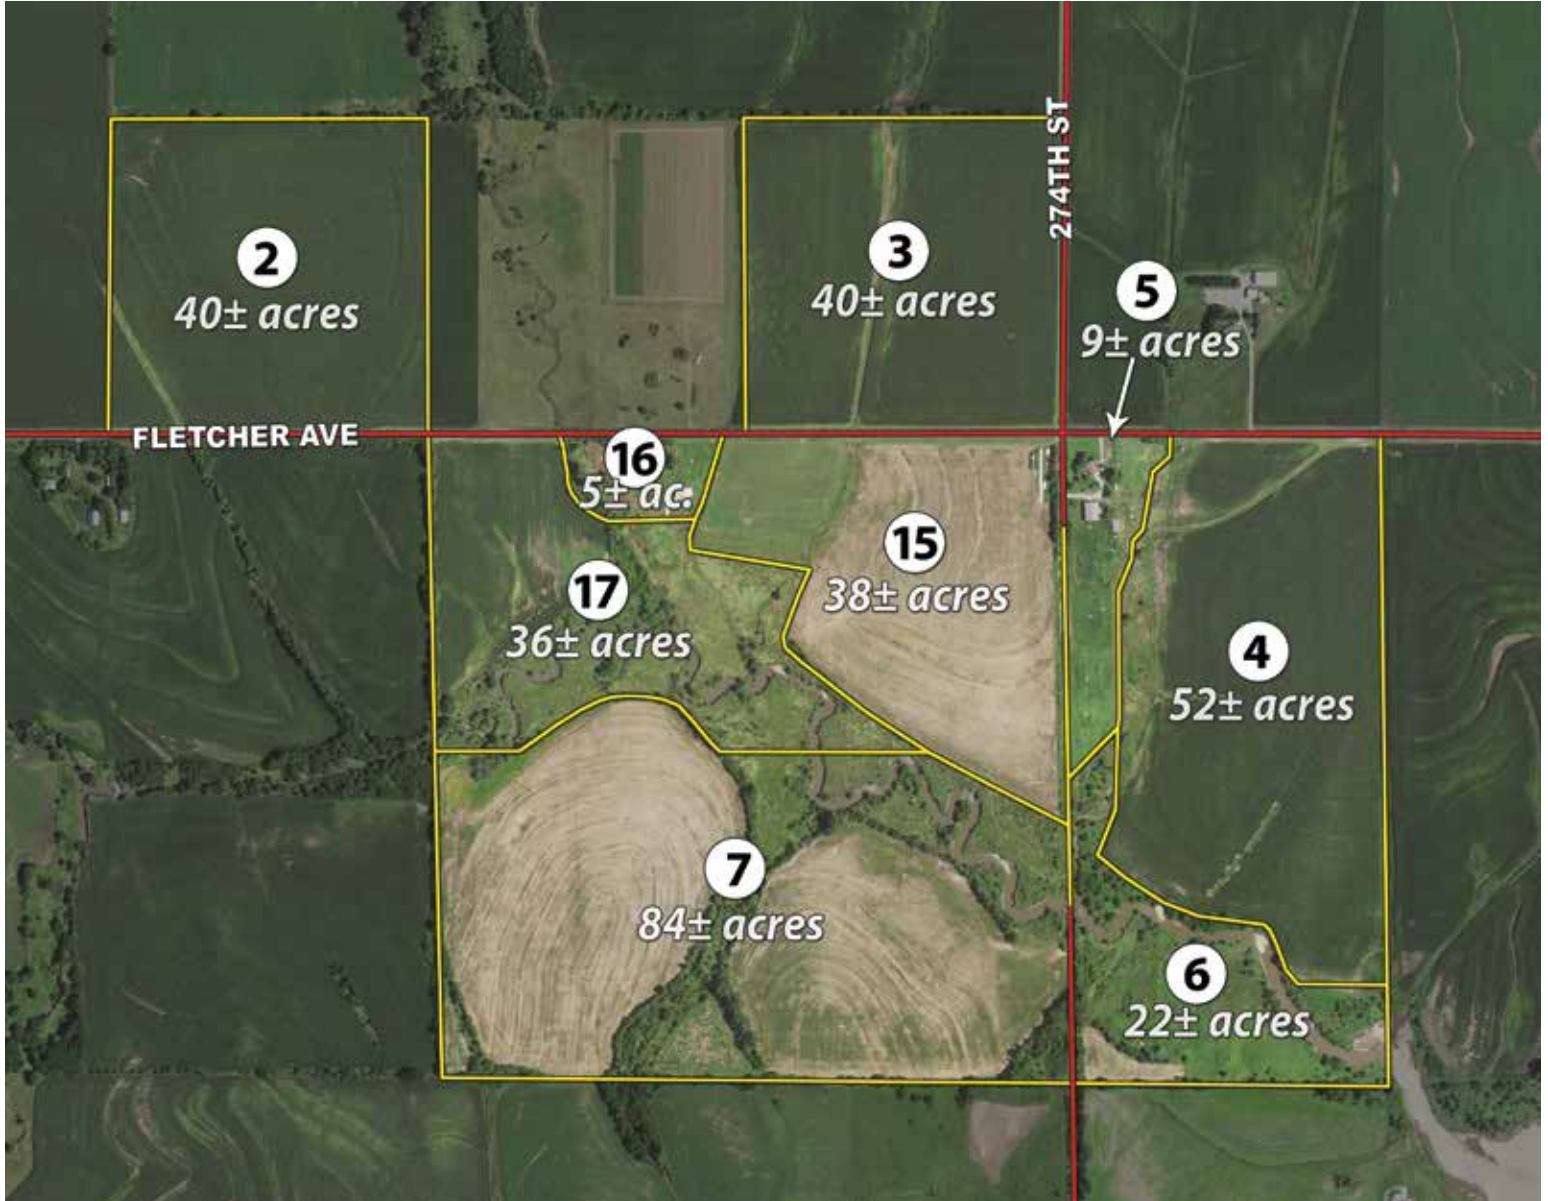 274TH ST
2
40± acres
3
40± acres
5
9± acres
FLETCHER AVE
16
5± ac.
15
38± acres
17
36± acres
4
52± acres
7
84± acres
6
22± acres